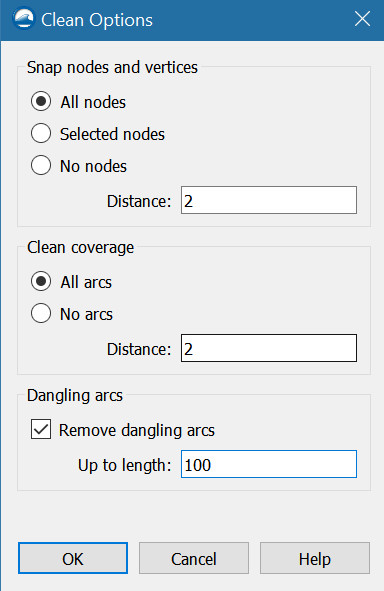 Clean Options
Snap nodes and vertices
All nodes
Selected nodes
No nodes
Distance: 2
Clean coverage
All arcs
No arcs
Distance: 2
Dangling arcs
Remove dangling arcs
Up to length: 100
OK Cancel Help